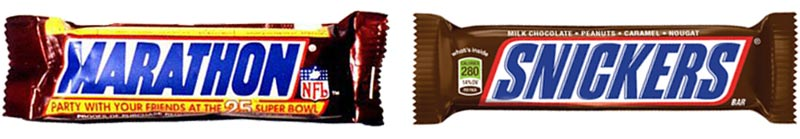 MARATHON
NFL
PARTY WITH YOUR FRIENDS AT THE 25 SUPER BOWL
MILK CHOCOLATE • PEANUTS • CARAMEL • NOUGAT
what's inside
280
SNICKERS®
BAR